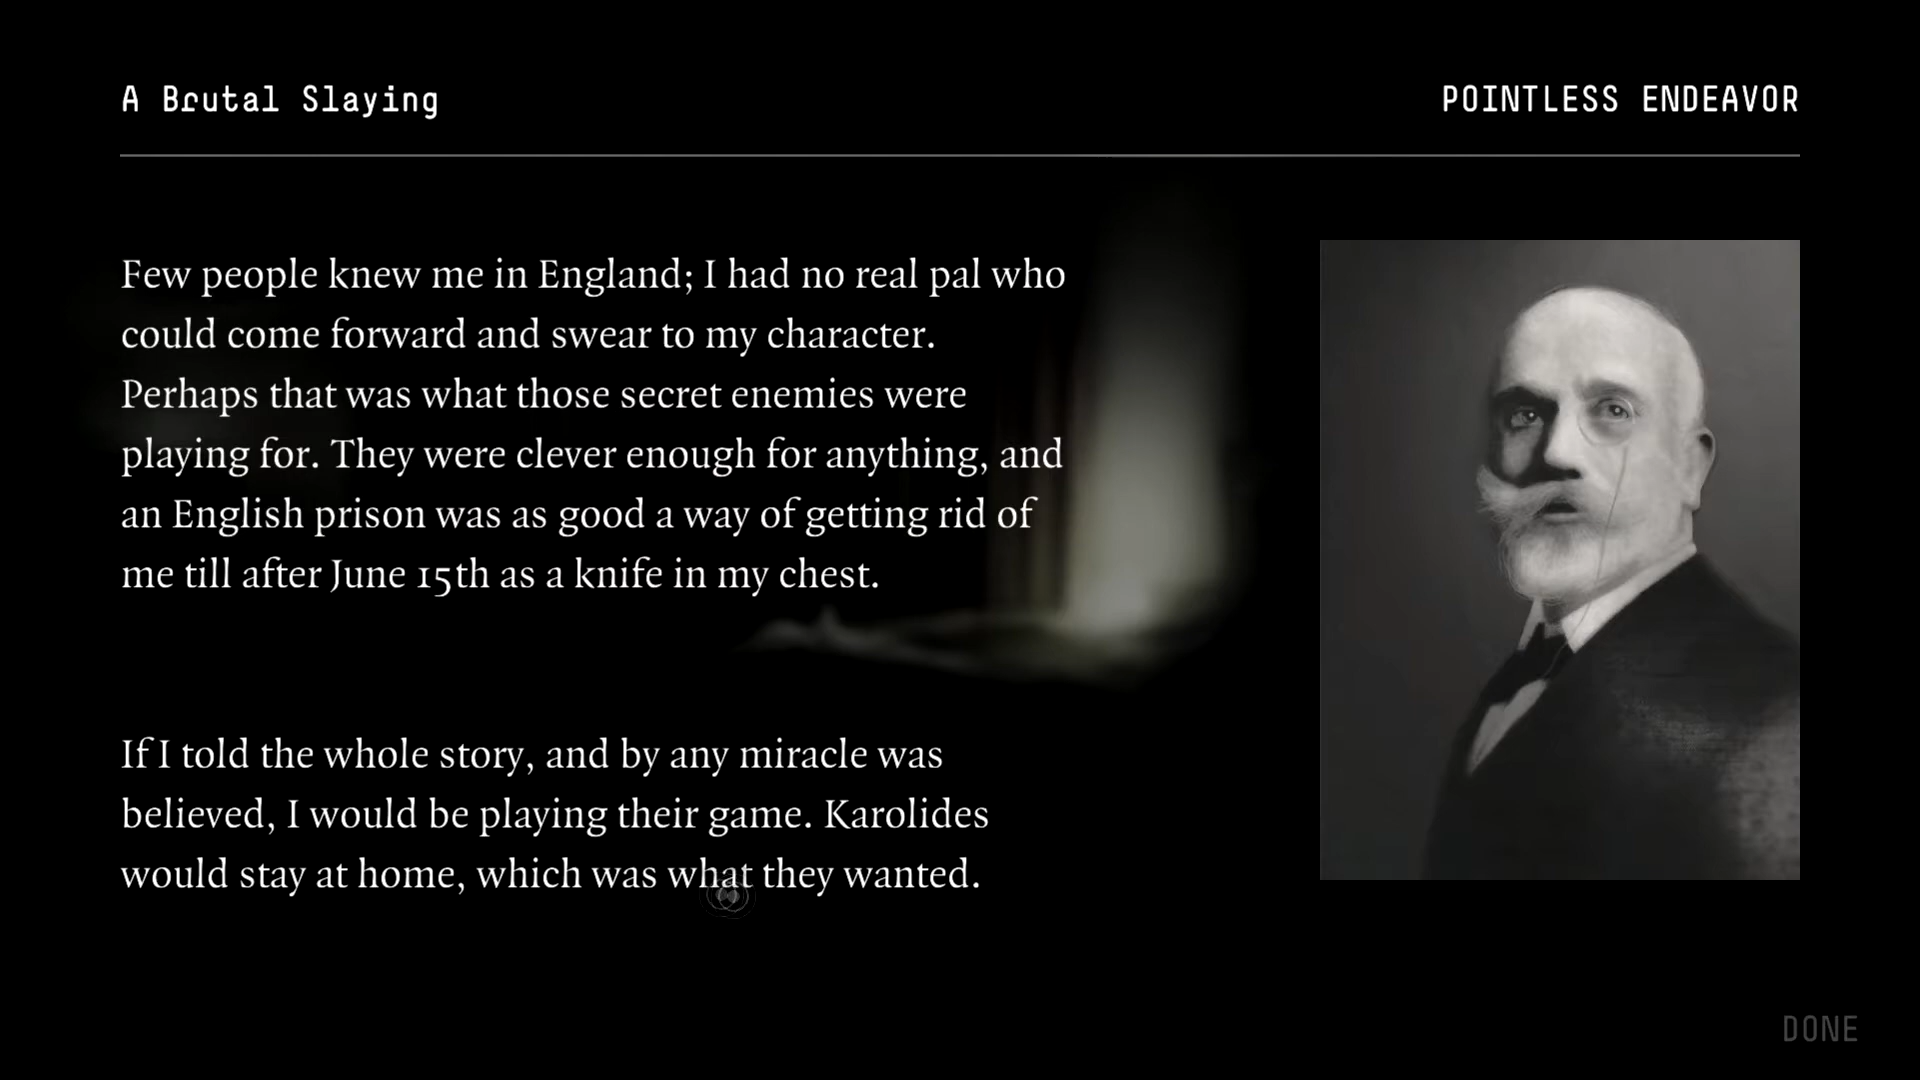 A Brutal Slaying
POINTLESS ENDEAVOR
Few people knew me in England; I had no real pal who
could come forward and swear to my character.
Perhaps that was what those secret enemies were
playing for. They were clever enough for anything, and
an English prison was as good a way of getting rid of
me till after June 15th as a knife in my chest.
If I told the whole story, and by any miracle was
believed, I would be playing their game. Karolides
would stay at home, which was what they wanted.
DONE